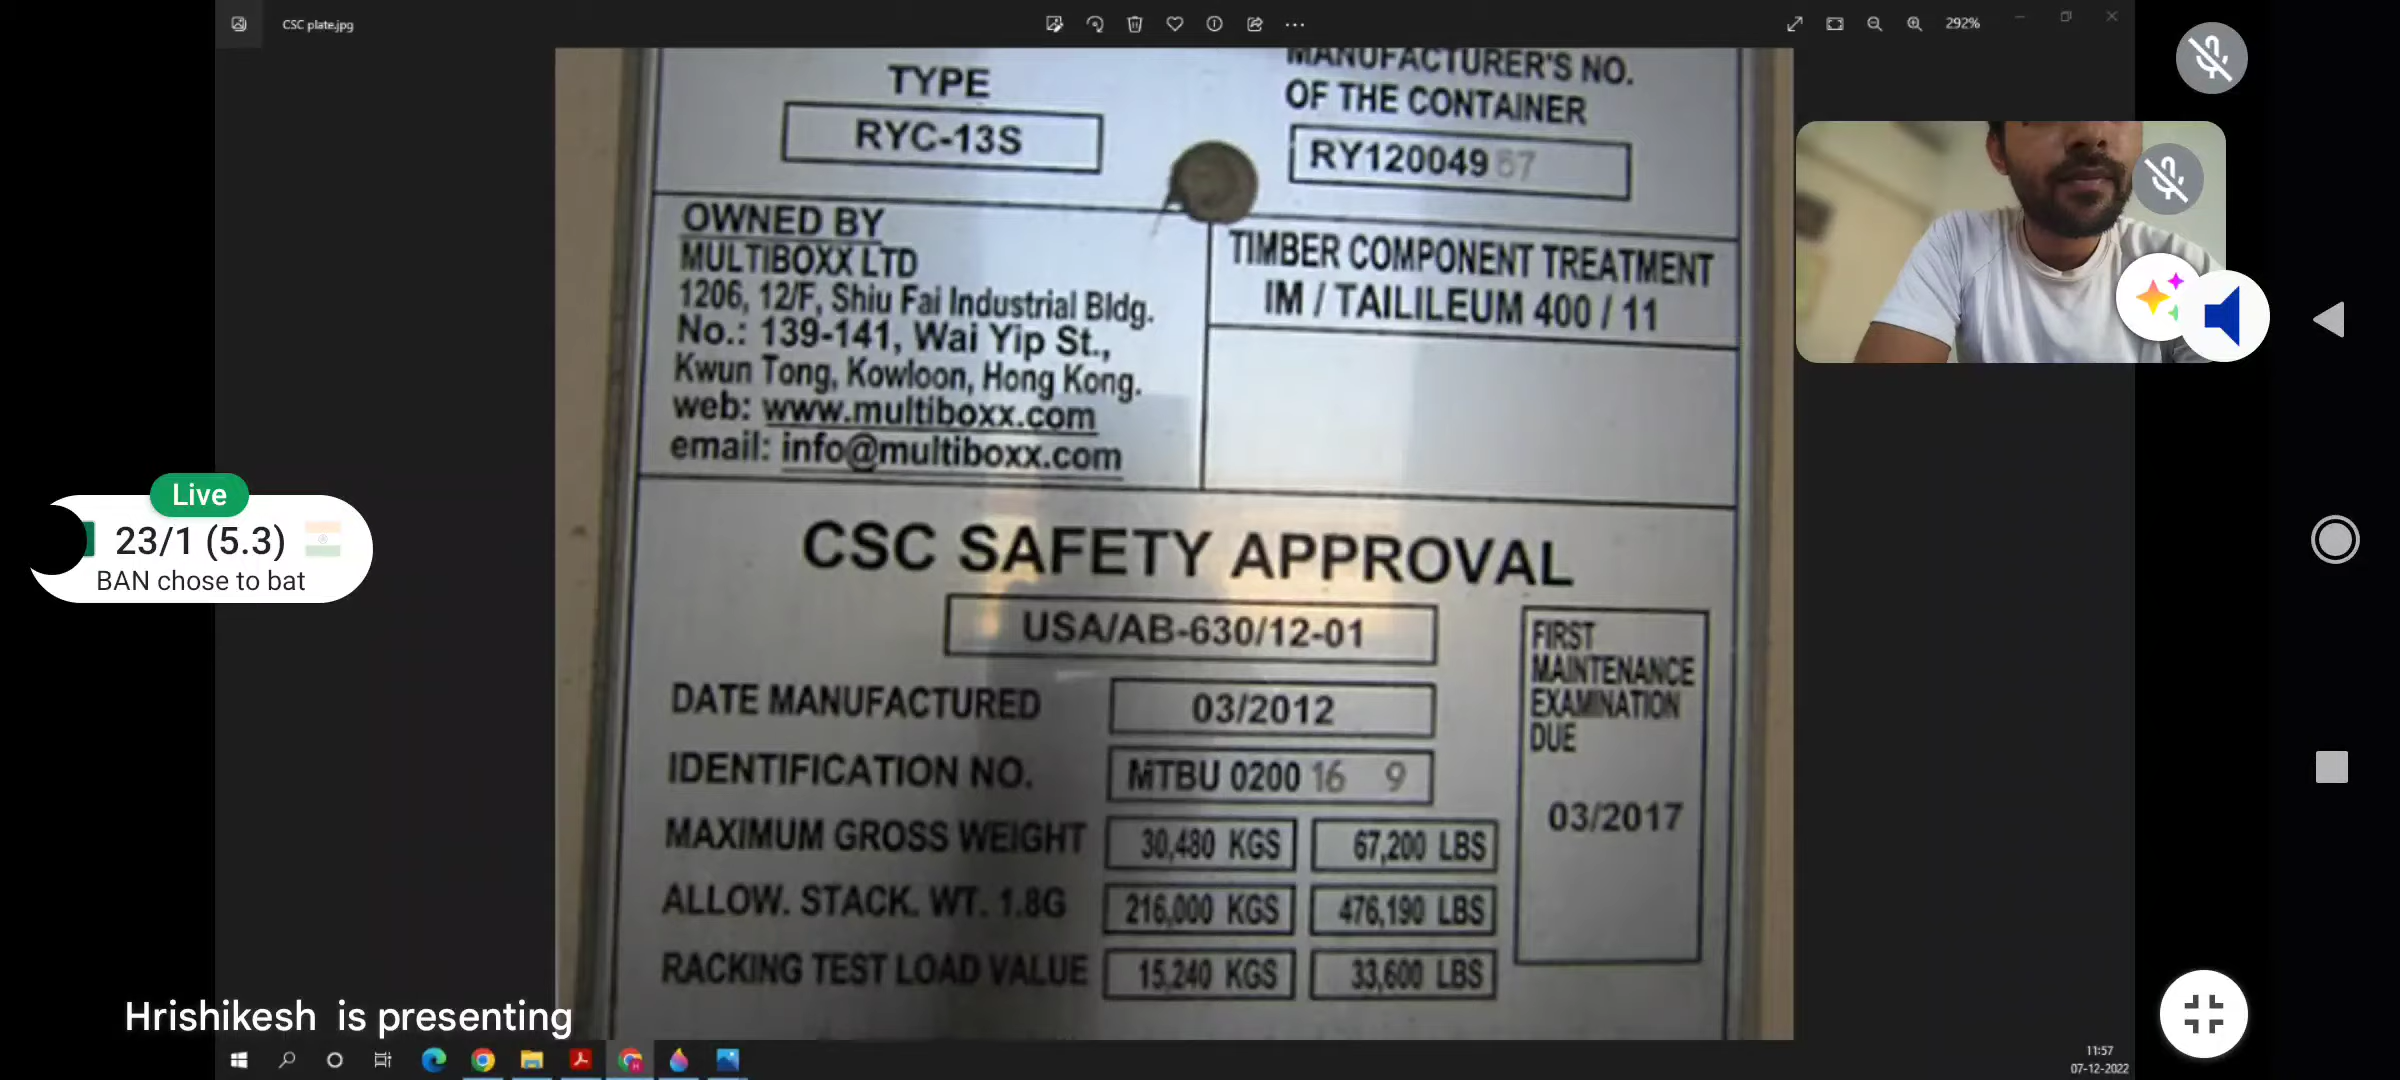 CSC plate.jpg
292%
TYPE
RYC-13S
MANUFACTURER'S NO.
OF THE CONTAINER
RY120049 67
OWNED BY
MULTIBOXX LTD
1206, 12/F, Shiu Fai Industrial Bldg.
No.: 139-141, Wai Yip St.,
Kwun Tong, Kowloon, Hong Kong.
web: www.multiboxx.com
email: info@multiboxx.com
TIMBER COMPONENT TREATMENT
IM / TAILILEUM 400 / 11
CSC SAFETY APPROVAL
USA/AB-630/12-01
DATE MANUFACTURED 03/2012
IDENTIFICATION NO. MTBU 0200 16 9
MAXIMUM GROSS WEIGHT 30,480 KGS 67,200 LBS
ALLOW. STACK. WT. 1.8G 216,000 KGS 476,190 LBS
RACKING TEST LOAD VALUE 15,240 KGS 33,600 LBS
FIRST
MAINTENANCE
EXAMINATION
DUE
03/2017
Live
23/1 (5.3)
BAN chose to bat
Hrishikesh is presenting
11:57
07-12-2022